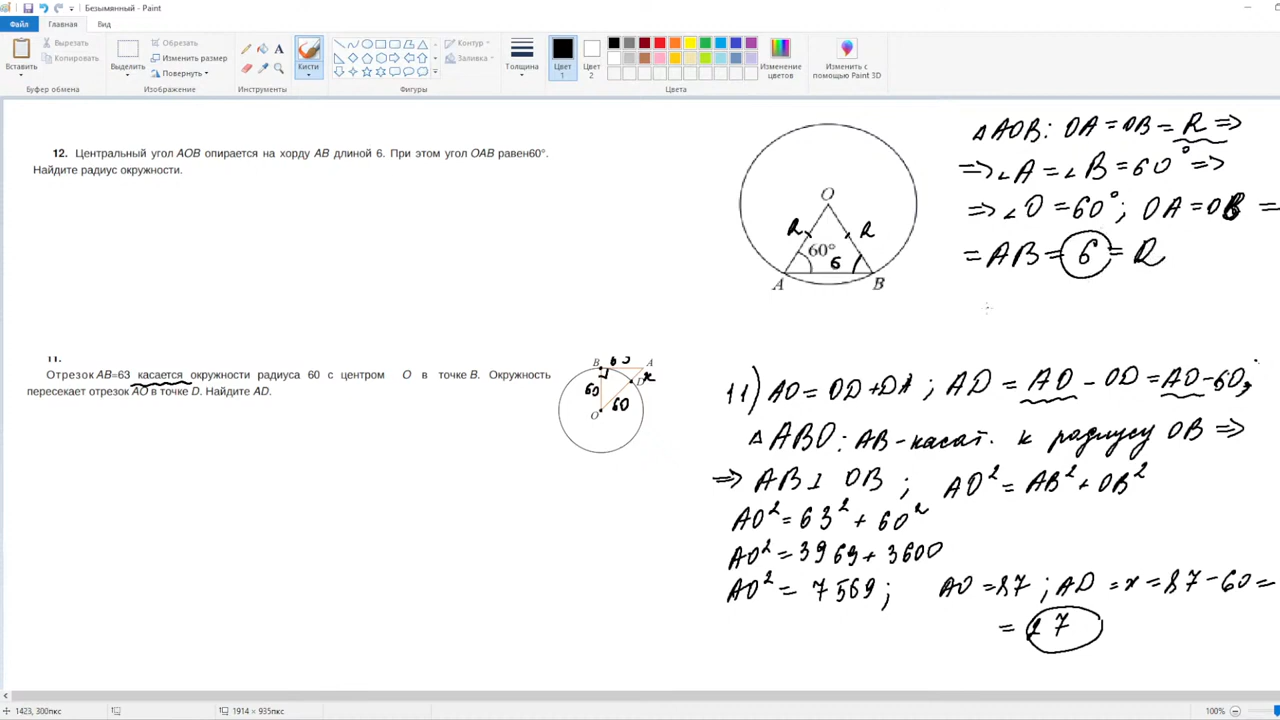 Безымянный - Paint
Файл Главная Вид
Вставить
Вырезать
Копировать
Буфер обмена
Выделить
Обрезать
Изменить размер
Повернуть
Изображение
Инструменты
Кисти
Контур
Заливка
Фигуры
Толщина
Цвет 1
Цвет 2
Цвета
Изменение цветов
Изменить с помощью Paint 3D
12. Центральный угол AOB опирается на хорду AB длиной 6. При этом угол OAB равен60°.
Найдите радиус окружности.
O
R R
60° 6
A B
△AOB: OA = OB = R =>
=> ∠A = ∠B = 60° =>
=> ∠O = 60°; OA = OB =
= AB = 6 = R
11.
Отрезок AB=63 касается окружности радиуса 60 с центром O в точке B. Окружность
пересекает отрезок AO в точке D. Найдите AD.
B 63 A
D x
60
O 60
11) AO = OD + DA ; AD = AO - OD = AO - 60,
△ABO: AB - касат. к радиусу OB =>
=> AB ⊥ OB ; AO² = AB² + OB²
AO² = 63² + 60²
AO² = 3969 + 3600
AO² = 7569 ; AO = 87 ; AD = x = 87 - 60 =
= 27
1423, 300пкс
1914 × 935пкс
100%